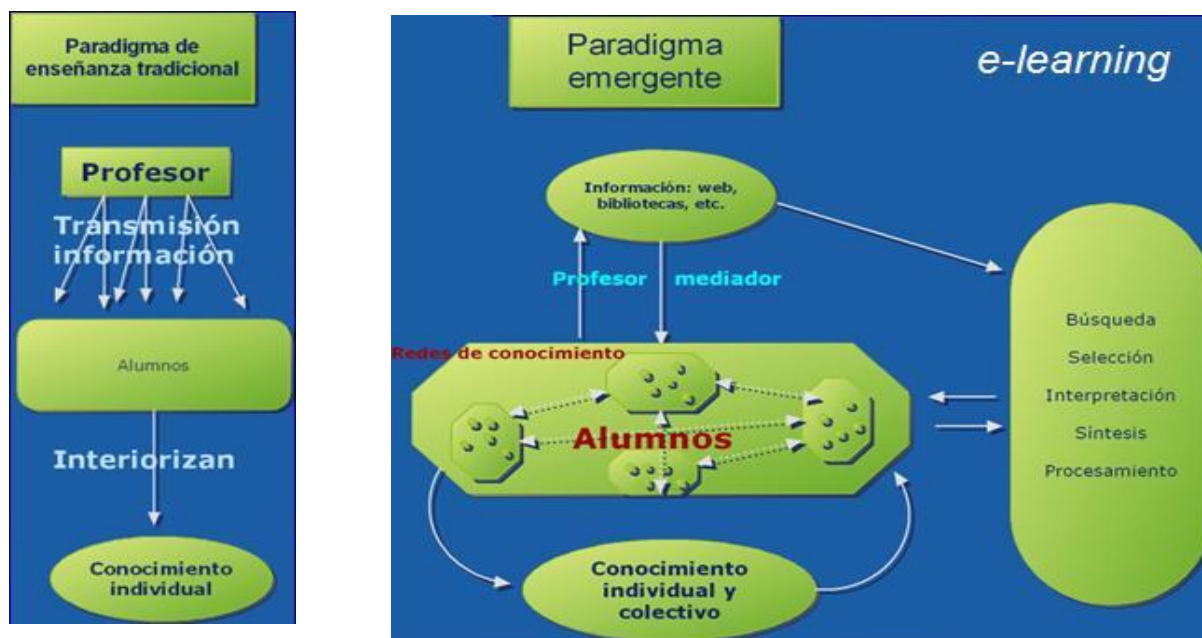 Paradigma de
enseñanza tradicional
Profesor
Transmisión
información
Alumnos
Interiorizan
Conocimiento
individual
Paradigma
emergente
e-learning
Información: web,
bibliotecas, etc.
Profesor mediador
Redes de conocimiento
Alumnos
Conocimiento
individual y
colectivo
Búsqueda
Selección
Interpretación
Síntesis
Procesamiento